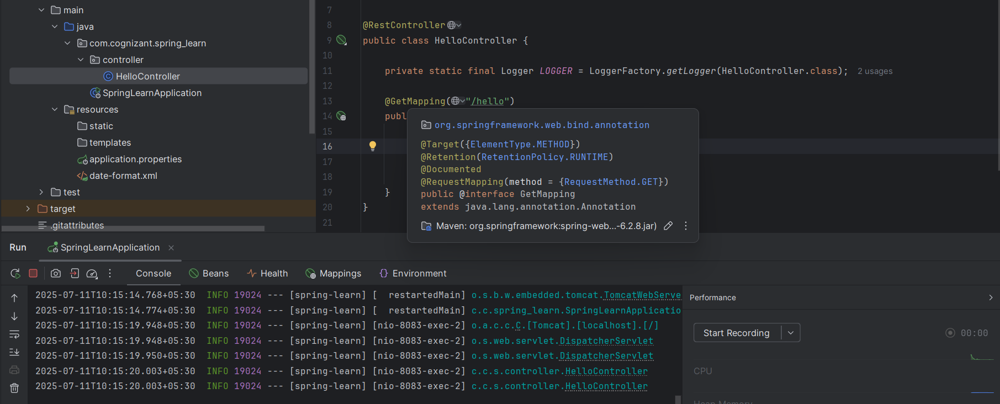 main
java
com.cognizant.spring_learn
controller
HelloController
SpringLearnApplication
resources
static
templates
application.properties
date-format.xml
test
target
.gitattributes
7
8 @RestController
9 public class HelloController {
10
11 private static final Logger LOGGER = LoggerFactory.getLogger(HelloController.class); 2 usages
12
13 @GetMapping("/hello")
14 publ
15
16
17
18
19 }
20 }
21
org.springframework.web.bind.annotation
@Target({ElementType.METHOD})
@Retention(RetentionPolicy.RUNTIME)
@Documented
@RequestMapping(method = {RequestMethod.GET})
public @interface GetMapping
extends java.lang.annotation.Annotation
Maven: org.springframework:spring-web...-6.2.8.jar)
Run SpringLearnApplication
Console Beans Health Mappings Environment
2025-07-11T10:15:14.768+05:30 INFO 19024 --- [spring-learn] [ restartedMain] o.s.b.w.embedded.tomcat.TomcatWebServe
2025-07-11T10:15:14.774+05:30 INFO 19024 --- [spring-learn] [ restartedMain] c.c.spring_learn.SpringLearnApplicatio
2025-07-11T10:15:19.948+05:30 INFO 19024 --- [spring-learn] [nio-8083-exec-2] o.a.c.c.C.[Tomcat].[localhost].[/]
2025-07-11T10:15:19.948+05:30 INFO 19024 --- [spring-learn] [nio-8083-exec-2] o.s.web.servlet.DispatcherServlet
2025-07-11T10:15:19.950+05:30 INFO 19024 --- [spring-learn] [nio-8083-exec-2] o.s.web.servlet.DispatcherServlet
2025-07-11T10:15:20.003+05:30 INFO 19024 --- [spring-learn] [nio-8083-exec-2] c.c.s.controller.HelloController
2025-07-11T10:15:20.003+05:30 INFO 19024 --- [spring-learn] [nio-8083-exec-2] c.c.s.controller.HelloController
Performance
Start Recording 00:00
CPU
Heap Memory